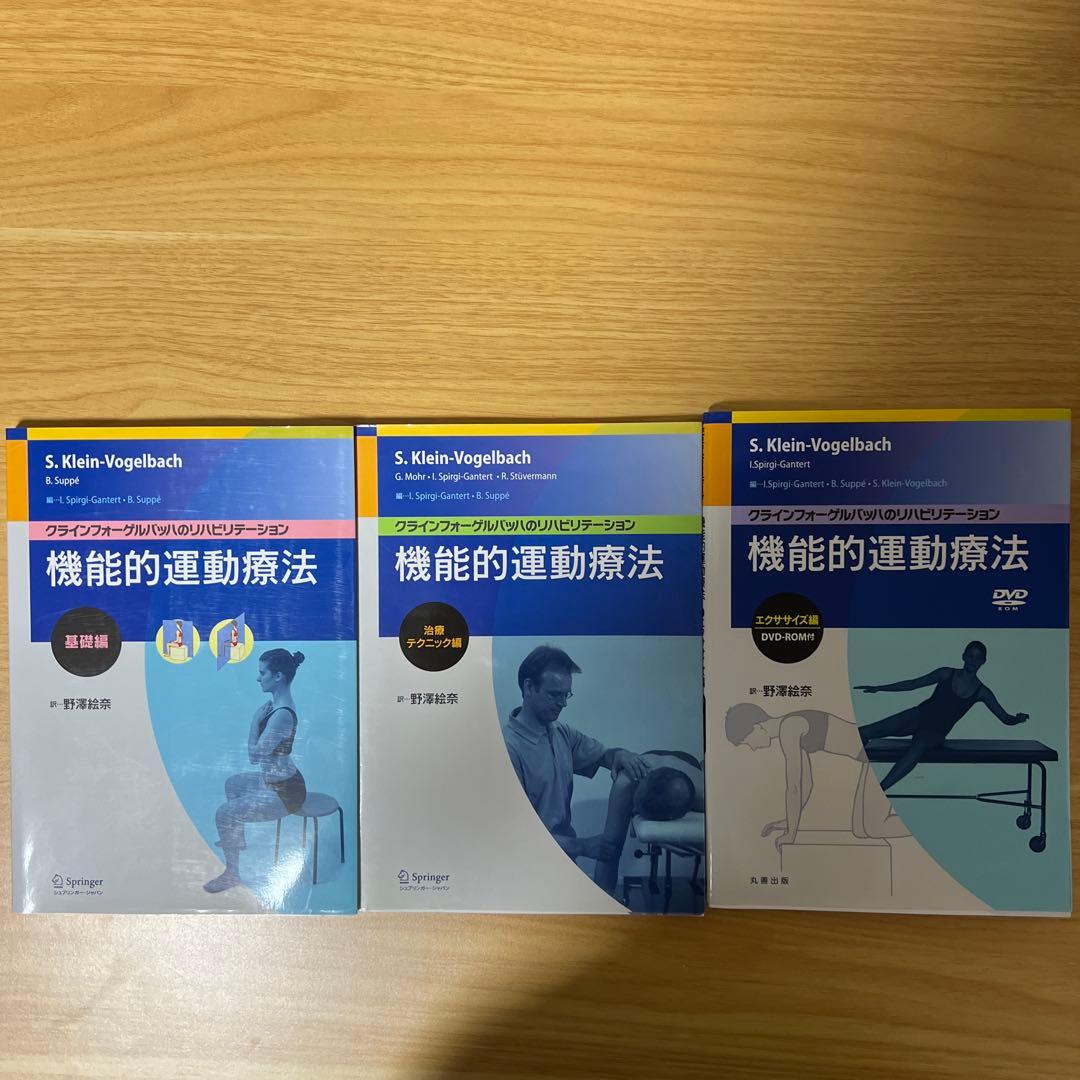 S. Klein-Vogelbach
B. Suppé
編…I. Spirgi-Gantert・B. Suppé
クラインフォーゲルバッハのリハビリテーション
機能的運動療法
基礎編
訳…野澤絵奈
Springer
シュプリンガー・ジャパン
S. Klein-Vogelbach
G. Mohr・I. Spirgi-Gantert・R. Stüvermann
編…I. Spirgi-Gantert・B. Suppé
クラインフォーゲルバッハのリハビリテーション
機能的運動療法
治療
テクニック編
訳…野澤絵奈
Springer
シュプリンガー・ジャパン
S. Klein-Vogelbach
I.Spirgi-Gantert
編…I.Spirgi-Gantert・B. Suppé・S. Klein-Vogelbach
クラインフォーゲルバッハのリハビリテーション
機能的運動療法
DVD
ROM
エクササイズ編
DVD-ROM付
訳…野澤絵奈
丸善出版